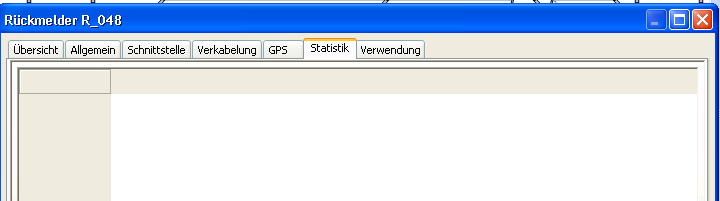 Rückmelder R_048
Übersicht Allgemein Schnittstelle Verkabelung GPS Statistik Verwendung